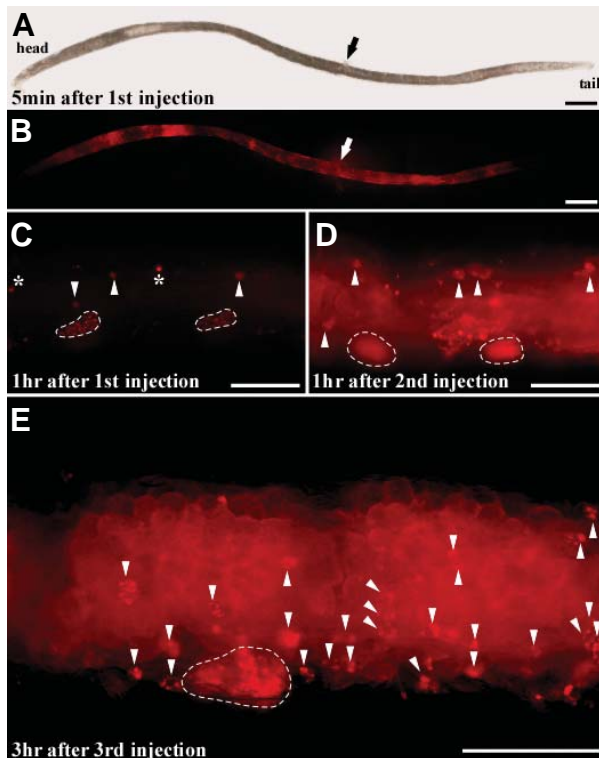 A
head
tail
5min after 1st injection
B
C
*
*
1hr after 1st injection
D
1hr after 2nd injection
E
3hr after 3rd injection